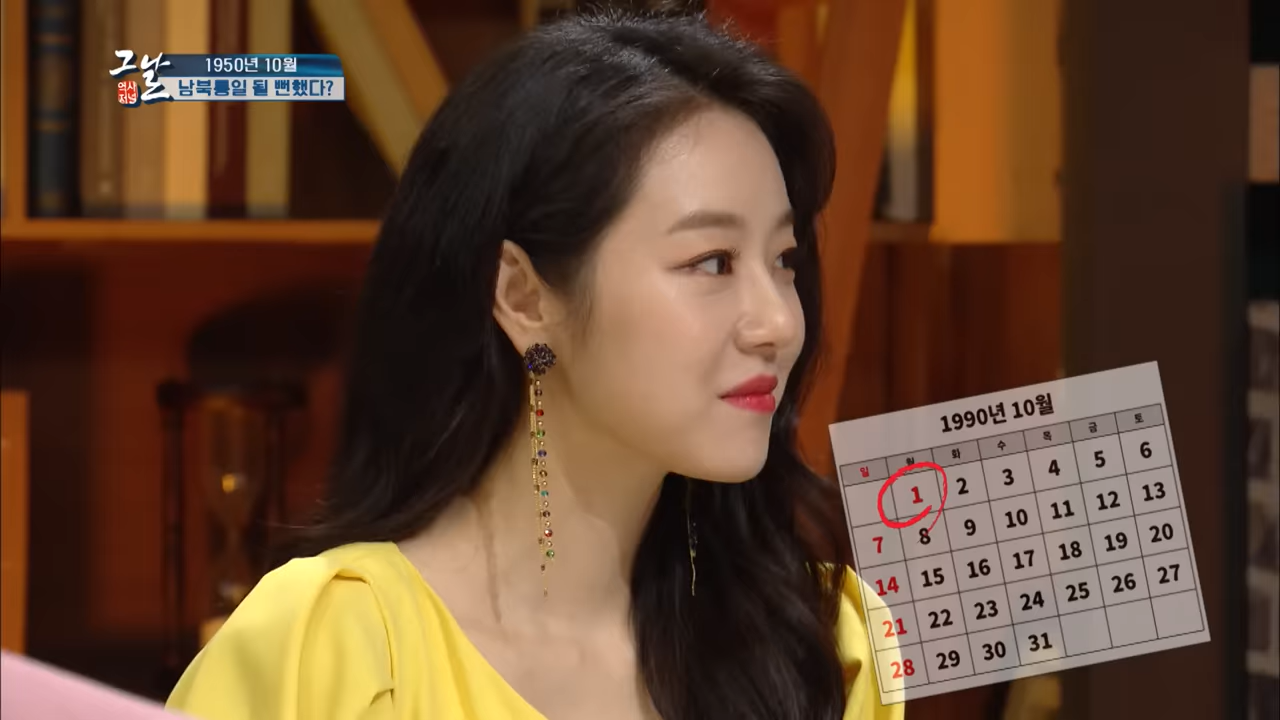 역사
저널
그날
1950년 10월
남북통일 될 뻔했다?
1990년 10월
일 월 화 수 목 금 토
1 2 3 4 5 6
7 8 9 10 11 12 13
14 15 16 17 18 19 20
21 22 23 24 25 26 27
28 29 30 31